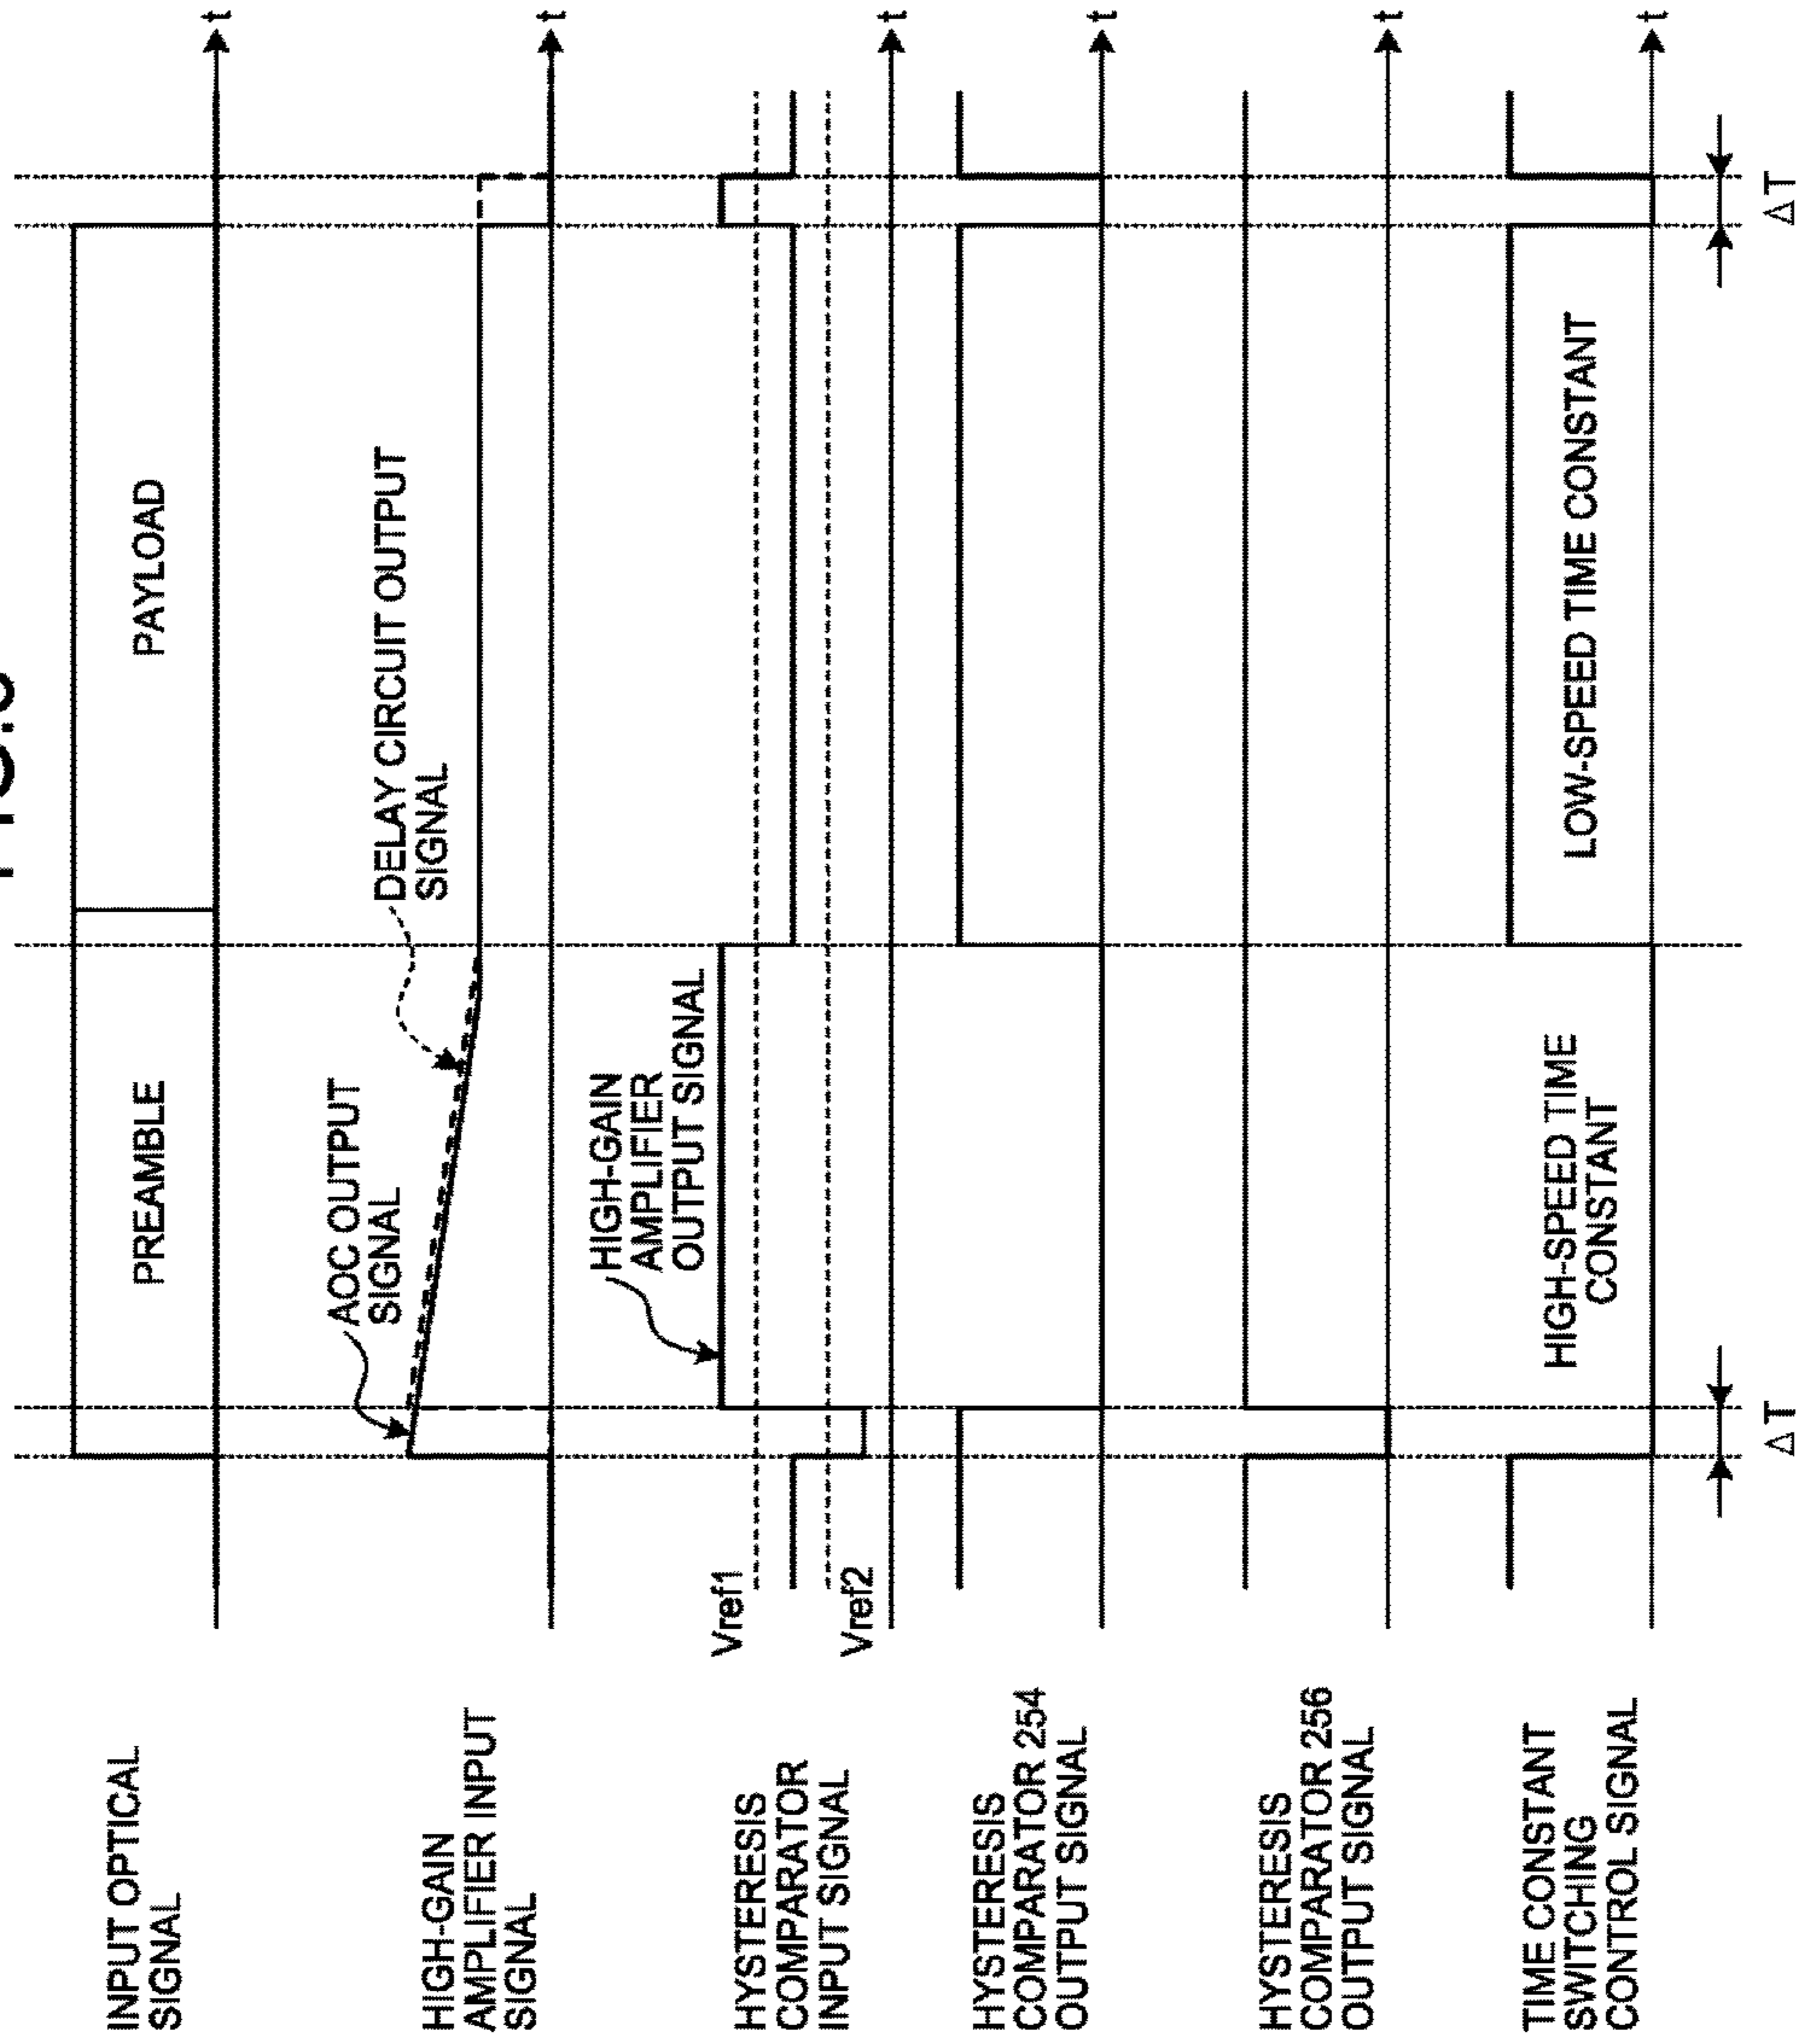 INPUT OPTICAL
SIGNAL
PREAMBLE
PAYLOAD
t
HIGH-GAIN
AMPLIFIER INPUT
SIGNAL
AOC OUTPUT
SIGNAL
DELAY CIRCUIT OUTPUT
SIGNAL
t
HYSTERESIS
COMPARATOR
INPUT SIGNAL
Vref1
Vref2
HIGH-GAIN
AMPLIFIER
OUTPUT SIGNAL
t
HYSTERESIS
COMPARATOR 254
OUTPUT SIGNAL
t
HYSTERESIS
COMPARATOR 256
OUTPUT SIGNAL
t
TIME CONSTANT
SWITCHING
CONTROL SIGNAL
HIGH-SPEED TIME
CONSTANT
LOW-SPEED TIME CONSTANT
t
ΔT
ΔT